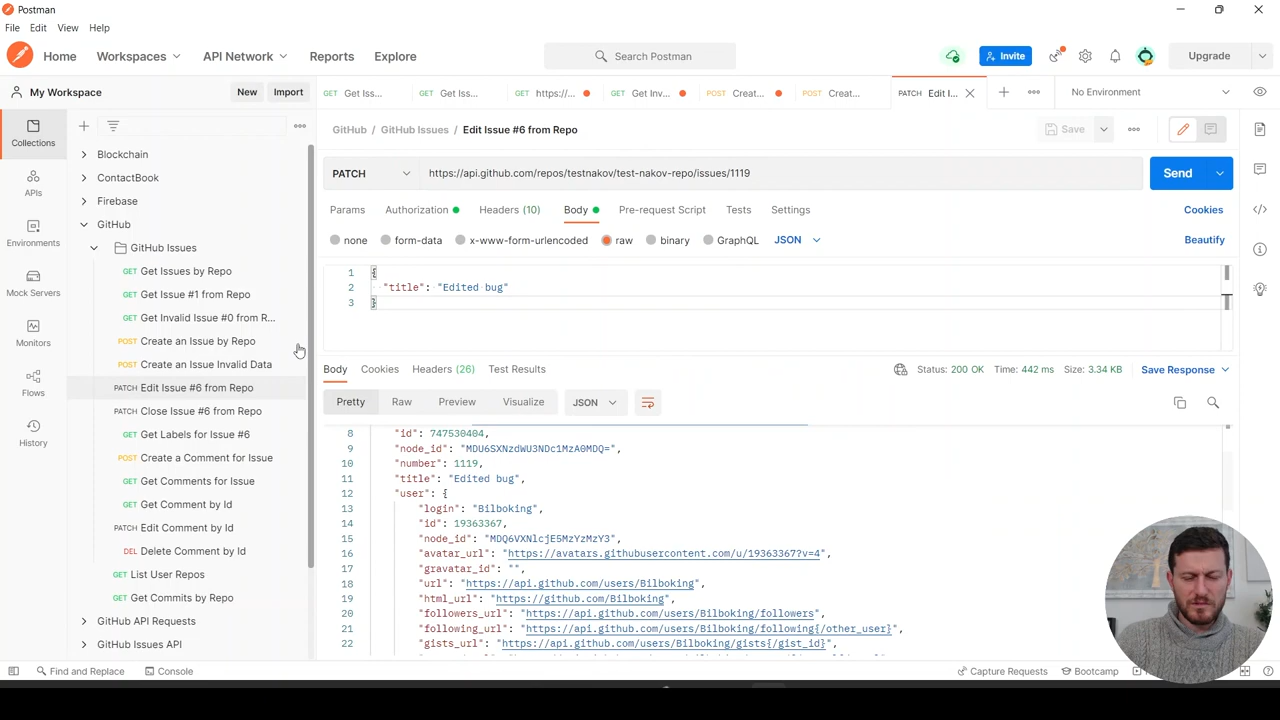 Postman
File Edit View Help
Home Workspaces API Network Reports Explore Search Postman Invite Upgrade
My Workspace New Import
GET Get Iss... GET Get Iss... GET https:/... GET Get Inv... POST Creat... POST Creat... PATCH Edit I... No Environment
Collections
APIs
Environments
Mock Servers
Monitors
Flows
History
Blockchain
ContactBook
Firebase
GitHub
GitHub Issues
GET Get Issues by Repo
GET Get Issue #1 from Repo
GET Get Invalid Issue #0 from R...
POST Create an Issue by Repo
POST Create an Issue Invalid Data
PATCH Edit Issue #6 from Repo
PATCH Close Issue #6 from Repo
GET Get Labels for Issue #6
POST Create a Comment for Issue
GET Get Comments for Issue
GET Get Comment by Id
PATCH Edit Comment by Id
DEL Delete Comment by Id
GET List User Repos
GET Get Commits by Repo
GitHub API Requests
GitHub Issues API
GitHub / GitHub Issues / Edit Issue #6 from Repo Save
PATCH https://api.github.com/repos/testnakov/test-nakov-repo/issues/1119 Send
Params Authorization Headers (10) Body Pre-request Script Tests Settings Cookies
none form-data x-www-form-urlencoded raw binary GraphQL JSON Beautify
1 {
2 "title": "Edited bug"
3 }
Body Cookies Headers (26) Test Results Status: 200 OK Time: 442 ms Size: 3.34 KB Save Response
Pretty Raw Preview Visualize JSON
8 "id": 747530404,
9 "node_id": "MDU6SXNzdWU3NDc1MzA0MDQ=",
10 "number": 1119,
11 "title": "Edited bug",
12 "user": {
13 "login": "Bilboking",
14 "id": 19363367,
15 "node_id": "MDQ6VXNlcjE5MzYzMzY3",
16 "avatar_url": "https://avatars.githubusercontent.com/u/19363367?v=4",
17 "gravatar_id": "",
18 "url": "https://api.github.com/users/Bilboking",
19 "html_url": "https://github.com/Bilboking",
20 "followers_url": "https://api.github.com/users/Bilboking/followers",
21 "following_url": "https://api.github.com/users/Bilboking/following{/other_user}",
22 "gists_url": "https://api.github.com/users/Bilboking/gists{/gist_id}",
Find and Replace Console Capture Requests Bootcamp